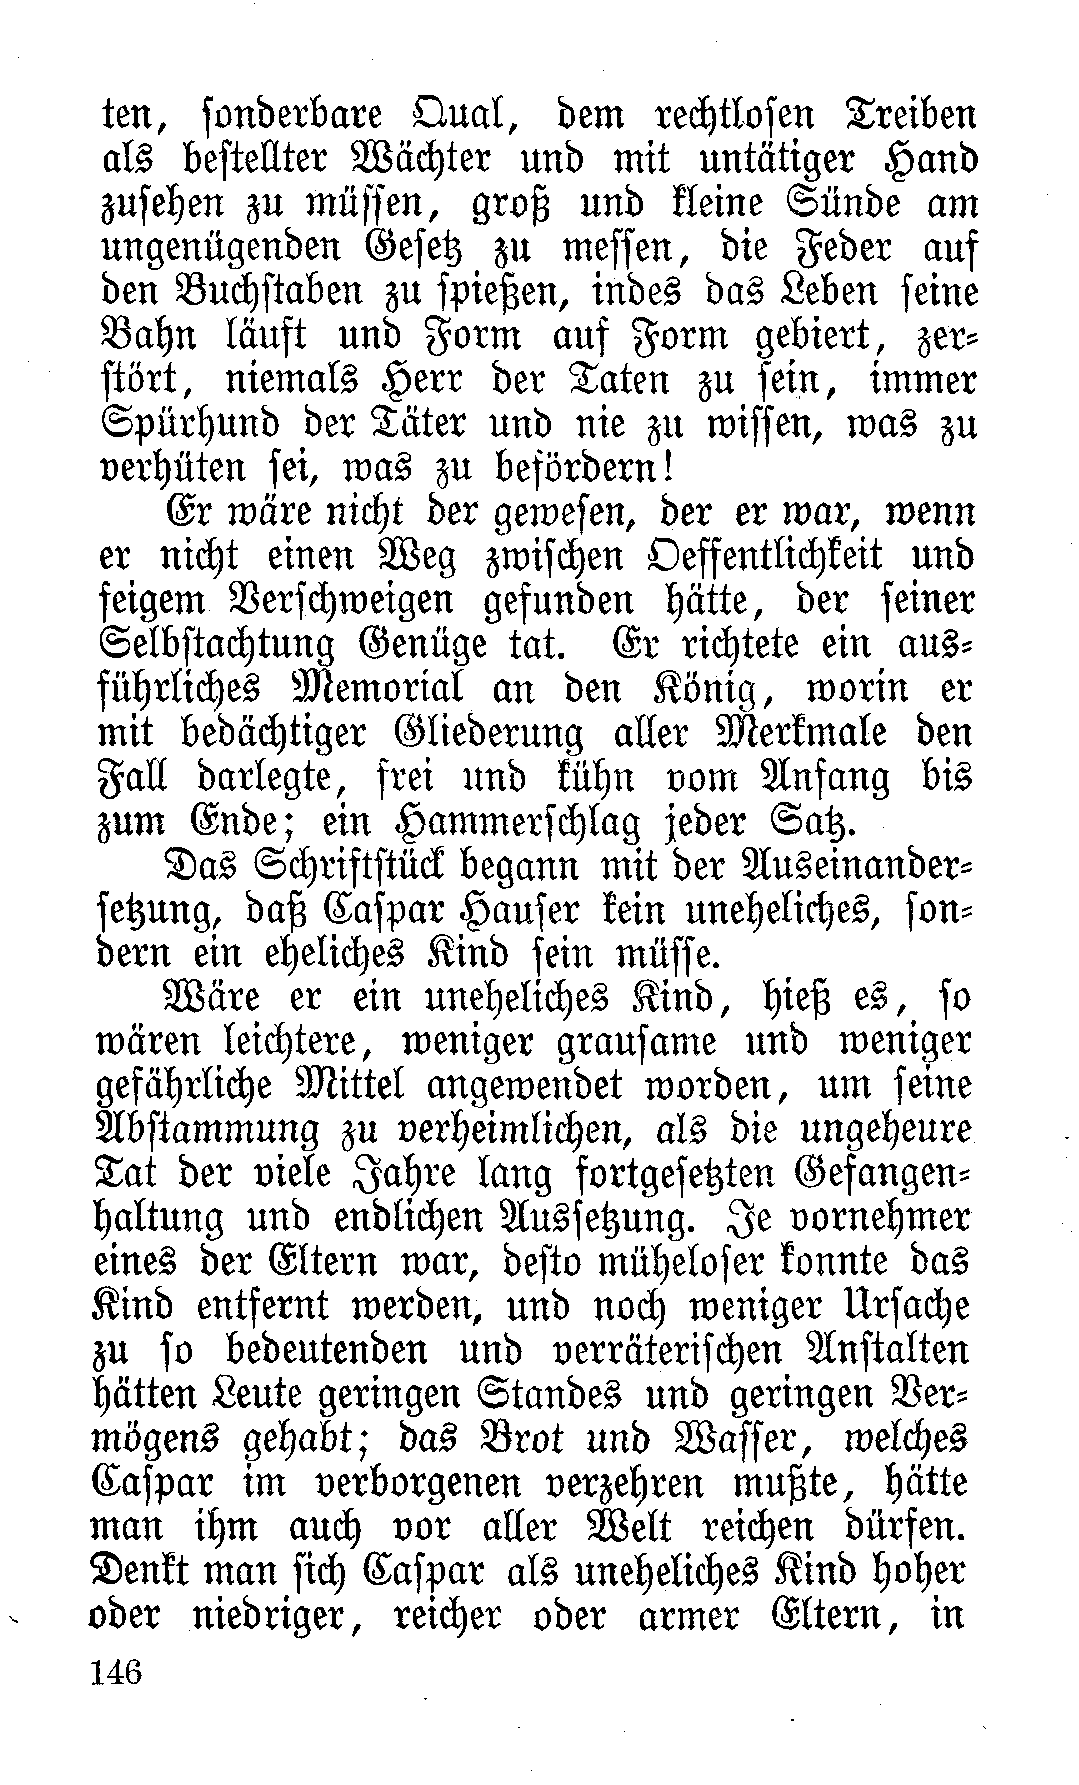 ten, sonderbare Qual, dem rechtlosen Treiben
als bestellter Wächter und mit untätiger Hand
zusehen zu müssen, groß und kleine Sünde am
ungenügenden Gesetz zu messen, die Feder auf
den Buchstaben zu spießen, indes das Leben seine
Bahn läuft und Form auf Form gebiert, zer-
stört, niemals Herr der Taten zu sein, immer
Spürhund der Täter und nie zu wissen, was zu
verhüten sei, was zu befördern!
Er wäre nicht der gewesen, der er war, wenn
er nicht einen Weg zwischen Oeffentlichkeit und
feigem Verschweigen gefunden hätte, der seiner
Selbstachtung Genüge tat. Er richtete ein aus-
führliches Memorial an den König, worin er
mit bedächtiger Gliederung aller Merkmale den
Fall darlegte, frei und kühn vom Anfang bis
zum Ende; ein Hammerschlag jeder Satz.
Das Schriftstück begann mit der Auseinander-
setzung, daß Caspar Hauser kein uneheliches, son-
dern ein eheliches Kind sein müsse.
Wäre er ein uneheliches Kind, hieß es, so
wären leichtere, weniger grausame und weniger
gefährliche Mittel angewendet worden, um seine
Abstammung zu verheimlichen, als die ungeheure
Tat der viele Jahre lang fortgesetzten Gefangen-
haltung und endlichen Aussetzung. Je vornehmer
eines der Eltern war, desto müheloser konnte das
Kind entfernt werden, und noch weniger Ursache
zu so bedeutenden und verräterischen Anstalten
hätten Leute geringen Standes und geringen Ver-
mögens gehabt; das Brot und Wasser, welches
Caspar im verborgenen verzehren mußte, hätte
man ihm auch vor aller Welt reichen dürfen.
Denkt man sich Caspar als uneheliches Kind hoher
oder niedriger, reicher oder armer Eltern, in
146